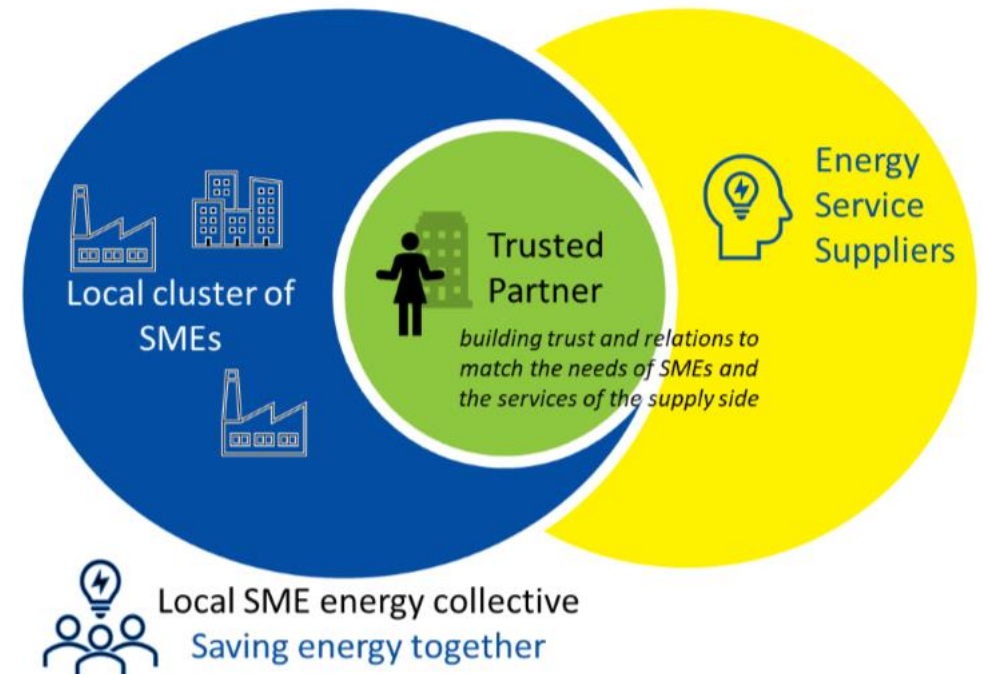 Energy
Service
Suppliers
Trusted
Partner
Local cluster of
SMEs
building trust and relations to
match the needs of SMEs and
the services of the supply side
Local SME energy collective
Saving energy together